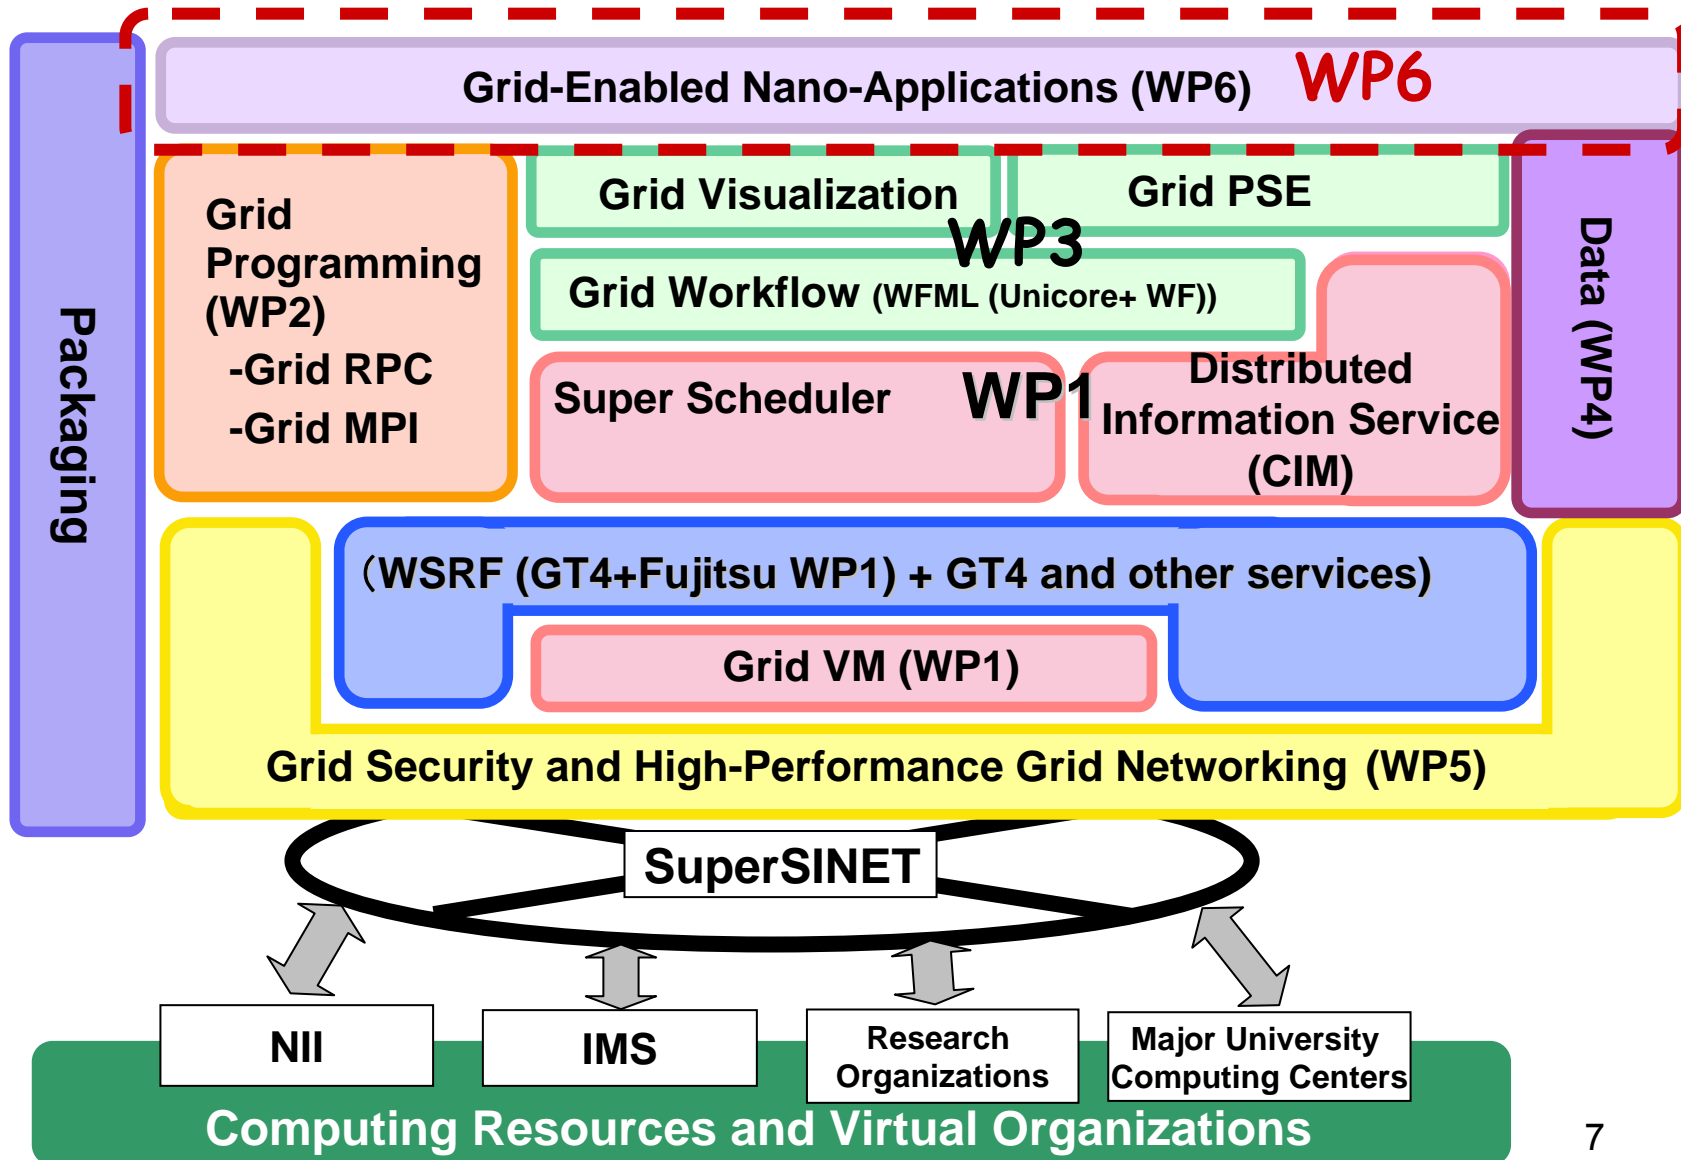 Grid-Enabled Nano-Applications (WP6) WP6
Packaging
Grid
Programming
(WP2)
-Grid RPC
-Grid MPI
Grid Visualization
Grid PSE
WP3
Grid Workflow (WFML (Unicore+ WF))
Super Scheduler
WP1
Distributed
Information Service
(CIM)
Data (WP4)
（WSRF (GT4+Fujitsu WP1) + GT4 and other services)
Grid VM (WP1)
Grid Security and High-Performance Grid Networking (WP5)
SuperSINET
NII
IMS
Research
Organizations
Major University
Computing Centers
Computing Resources and Virtual Organizations
7